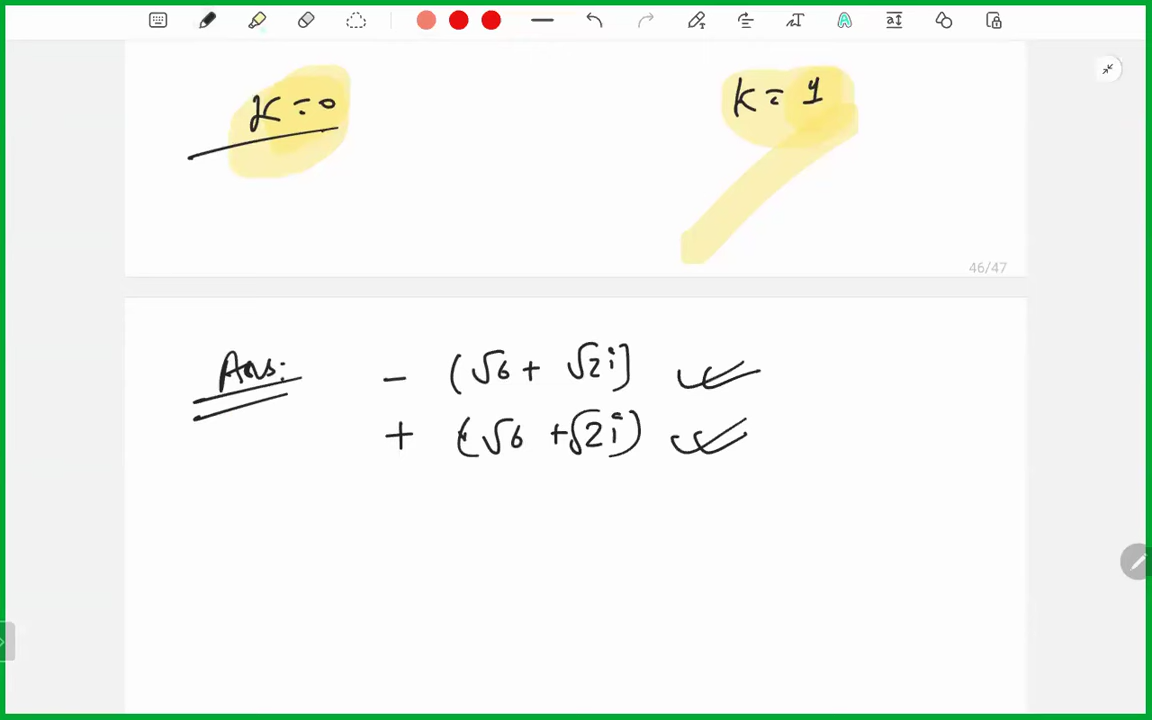 K = 0
K = 1
46/47
Ans:
- (√6 + √2i)
+ (√6 + √2i)